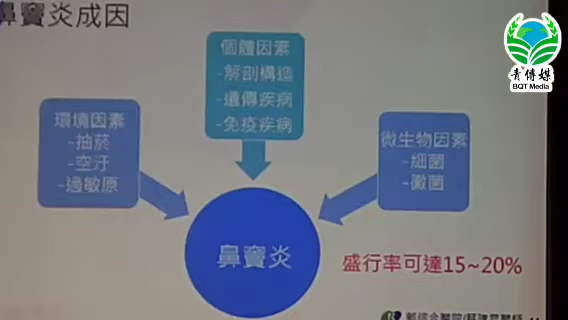 鼻竇炎成因
青傳媒
BQT Media
個體因素
-解剖構造
-遺傳疾病
-免疫疾病
環境因素
-抽菸
-空汙
-過敏原
微生物因素
-細菌
-黴菌
鼻竇炎
盛行率可達15~20%